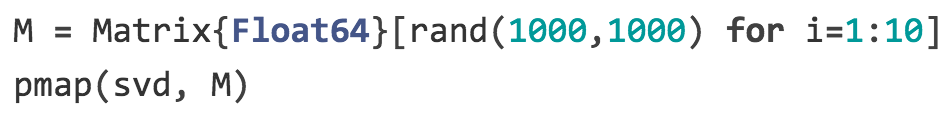 M = Matrix{Float64}[rand(1000,1000) for i=1:10]
pmap(svd, M)